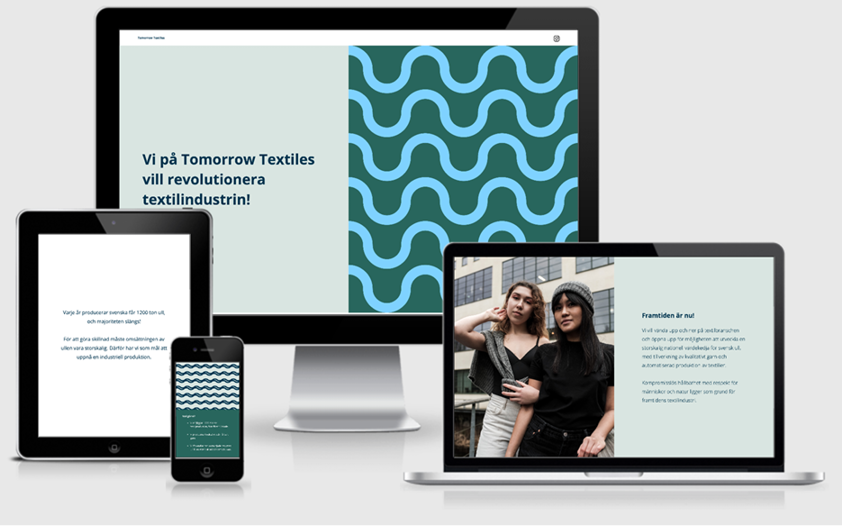 Tomorrow Textiles
Vi på Tomorrow Textiles
vill revolutionera
textilindustrin!
Varje år producerar svenska får 1200 ton ull,
och majoriteten slängs!
För att göra skillnad måste omsättningen av
ullen vara storskalig. Därför har vi som mål att
uppnå en industriell produktion.
Framtiden är nu!
Vi vill vända upp och ner på textilbranschen
och öppna upp för möjligheten att utveckla en
storskalig nationell värdekedja för svensk ull,
med tillverkning av kvalitativt garn och
automatiserad produktion av textilier.
Kompromisslös hållbarhet med respekt för
människor och natur ligger som grund för
framtidens textilindustri.